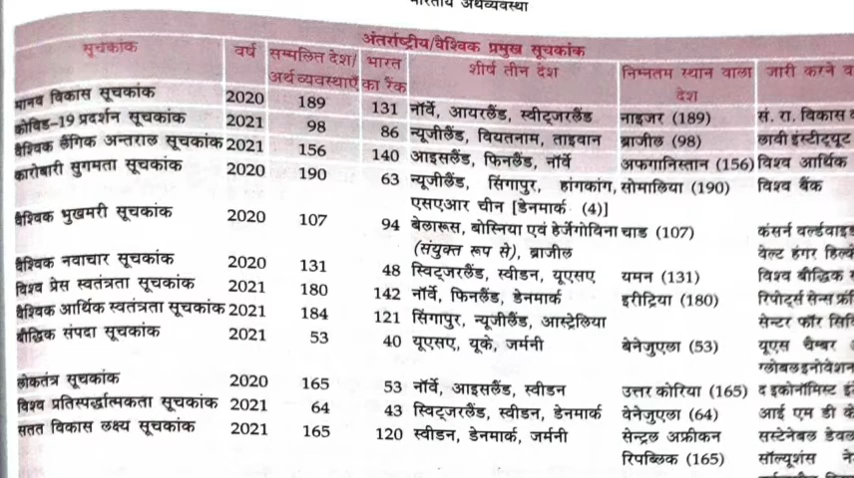 भारतीय अर्थव्यवस्था
अंतर्राष्ट्रीय/वैश्विक प्रमुख सूचकांक
सूचकांक वर्ष सम्मलित देश/ भारत शीर्ष तीन देश निम्नतम स्थान वाला जारी करने
अर्थव्यवस्थाएँ का रैंक देश
मानव विकास सूचकांक 2020 189 131 नॉर्वे, आयरलैंड, स्वीट्जरलैंड नाइजर (189) सं. रा. विकास
कोविड-19 प्रदर्शन सूचकांक 2021 98 86 न्यूजीलैंड, वियतनाम, ताइवान ब्राजील (98) लावी इंस्टीट्यूट
वैश्विक लैंगिक अन्तराल सूचकांक 2021 156 140 आइसलैंड, फिनलैंड, नॉर्वे अफगानिस्तान (156) विश्व आर्थिक
कारोबारी सुगमता सूचकांक 2020 190 63 न्यूजीलैंड, सिंगापुर, हांगकांग, सोमालिया (190) विश्व बैंक
एसएआर चीन [डेनमार्क (4)]
वैश्विक भुखमरी सूचकांक 2020 107 94 बेलारूस, बोस्निया एवं हेर्जेगोविना चाड (107) कंसर्न वर्ल्डवाइड
(संयुक्त रूप से), ब्राजील वेल्ट हंगर
वैश्विक नवाचार सूचकांक 2020 131 48 स्विट्जरलैंड, स्वीडन, यूएसए यमन (131) विश्व बौद्धिक
विश्व प्रेस स्वतंत्रता सूचकांक 2021 180 142 नॉर्वे, फिनलैंड, डेनमार्क इरीट्रिया (180) रिपोर्ट्स सेन्स
वैश्विक आर्थिक स्वतंत्रता सूचकांक 2021 184 121 सिंगापुर, न्यूजीलैंड, आस्ट्रेलिया सेन्टर फॉर
बौद्धिक संपदा सूचकांक 2021 53 40 यूएसए, यूके, जर्मनी बेनेजुएला (53) यूएस चैम्बर
ग्लोबलइनोवेशन
लोकतंत्र सूचकांक 2020 165 53 नॉर्वे, आइसलैंड, स्वीडन उत्तर कोरिया (165) द इकोनॉमिस्ट
विश्व प्रतिस्पर्द्धात्मकता सूचकांक 2021 64 43 स्विट्जरलैंड, स्वीडन, डेनमार्क वेनेजुएला (64) आई एम डी
सतत विकास लक्ष्य सूचकांक 2021 165 120 स्वीडन, डेनमार्क, जर्मनी सेन्ट्रल अफ्रीकन सस्टेनेबल
रिपब्लिक (165) सॉल्यूशंस